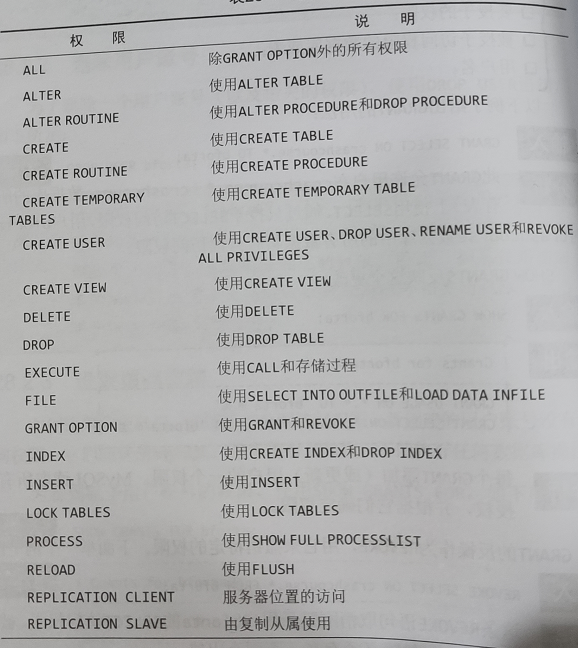 权 限 说 明
ALL 除GRANT OPTION外的所有权限
ALTER 使用ALTER TABLE
ALTER ROUTINE 使用ALTER PROCEDURE和DROP PROCEDURE
CREATE 使用CREATE TABLE
CREATE ROUTINE 使用CREATE PROCEDURE
CREATE TEMPORARY 使用CREATE TEMPORARY TABLE
TABLES
CREATE USER 使用CREATE USER、DROP USER、RENAME USER和REVOKE
ALL PRIVILEGES
CREATE VIEW 使用CREATE VIEW
DELETE 使用DELETE
DROP 使用DROP TABLE
EXECUTE 使用CALL和存储过程
FILE 使用SELECT INTO OUTFILE和LOAD DATA INFILE
GRANT OPTION 使用GRANT和REVOKE
INDEX 使用CREATE INDEX和DROP INDEX
INSERT 使用INSERT
LOCK TABLES 使用LOCK TABLES
PROCESS 使用SHOW FULL PROCESSLIST
RELOAD 使用FLUSH
REPLICATION CLIENT 服务器位置的访问
REPLICATION SLAVE 由复制从属使用